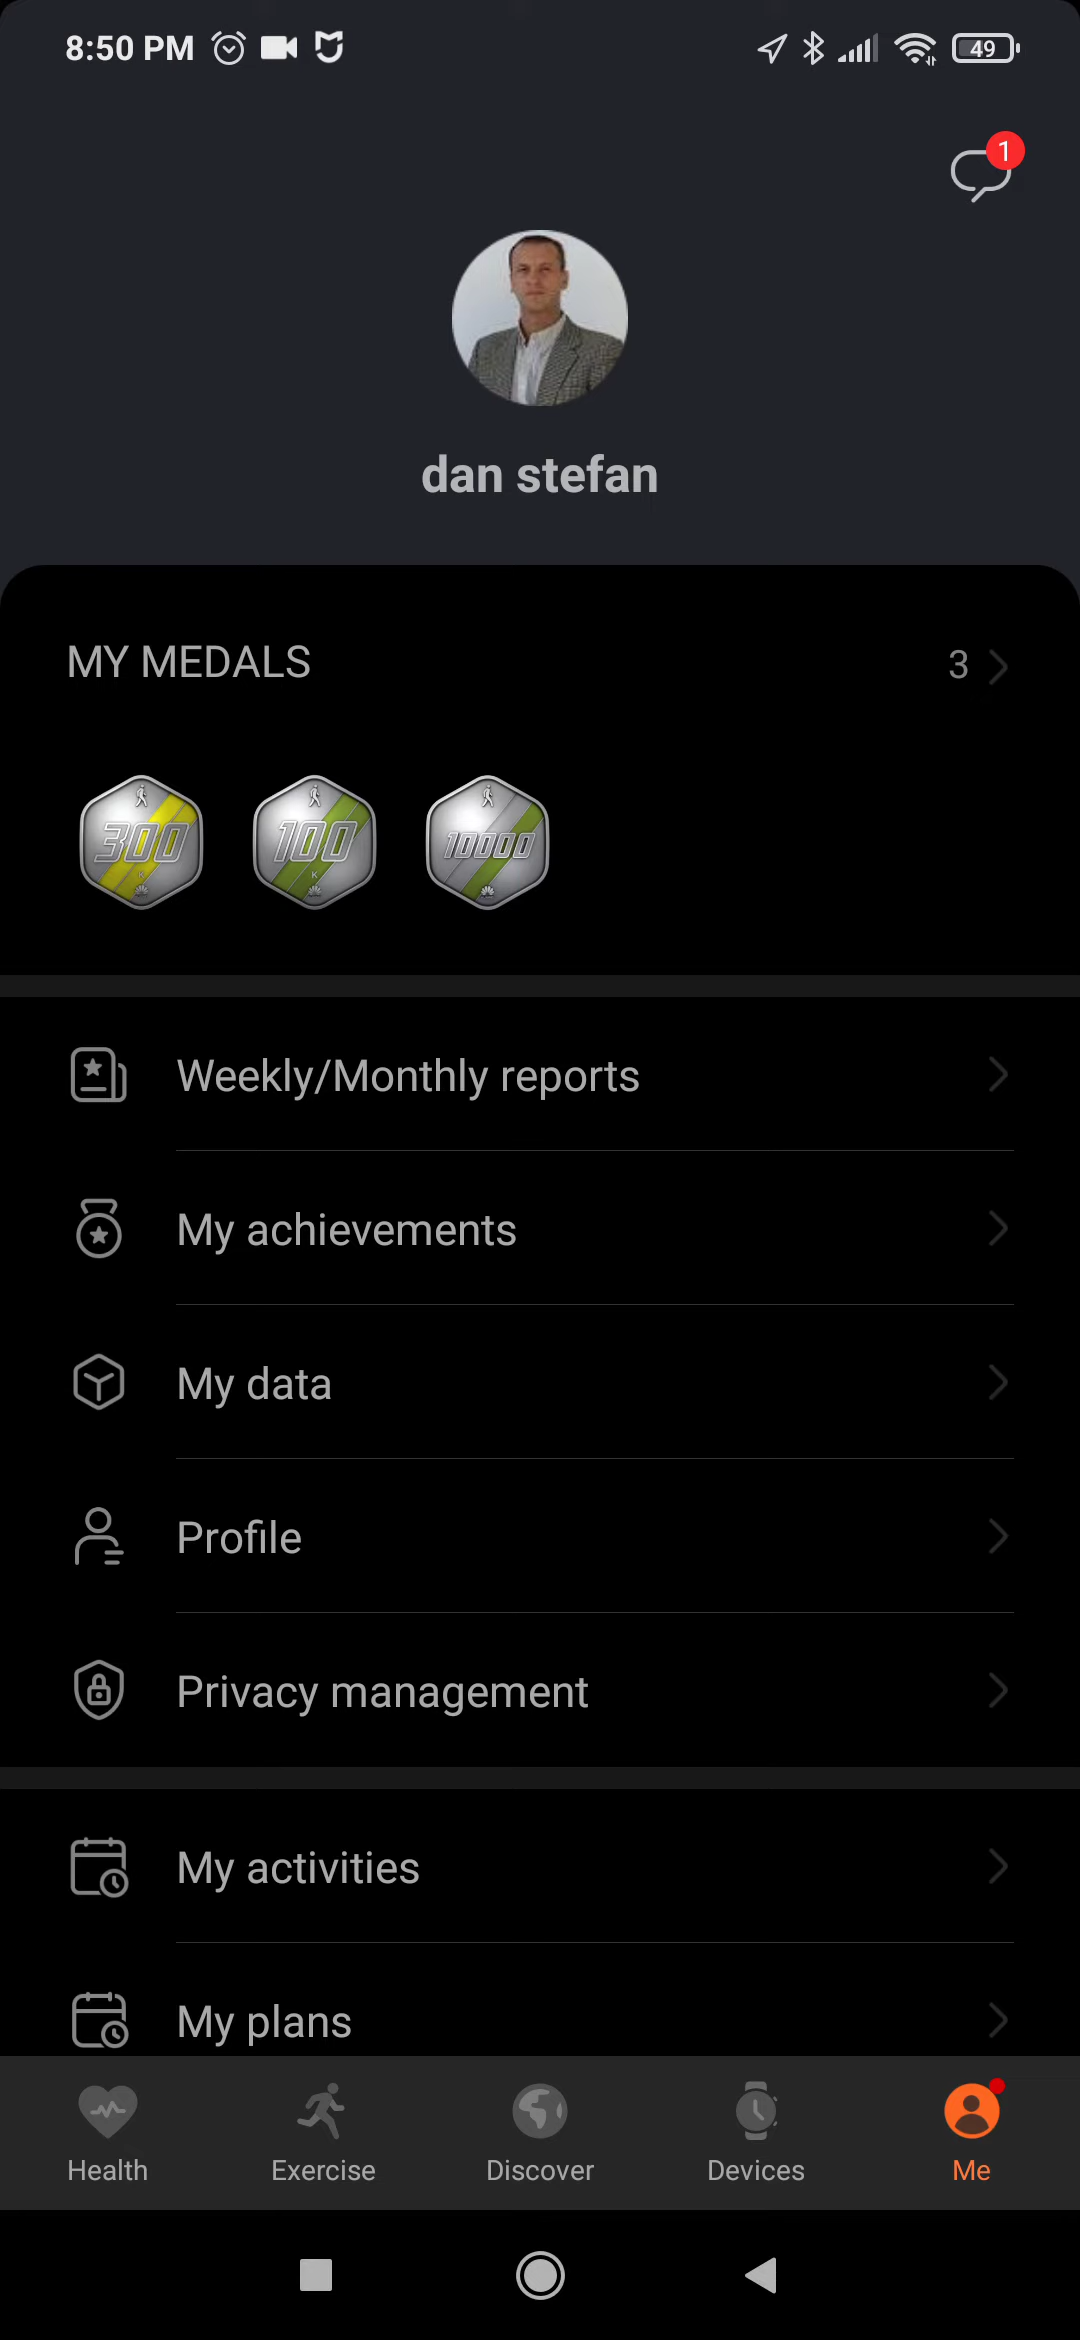 8:50 PM
49
1
dan stefan
MY MEDALS
3
300
K
100
K
10000
Weekly/Monthly reports
My achievements
My data
Profile
Privacy management
My activities
My plans
Health
Exercise
Discover
Devices
Me